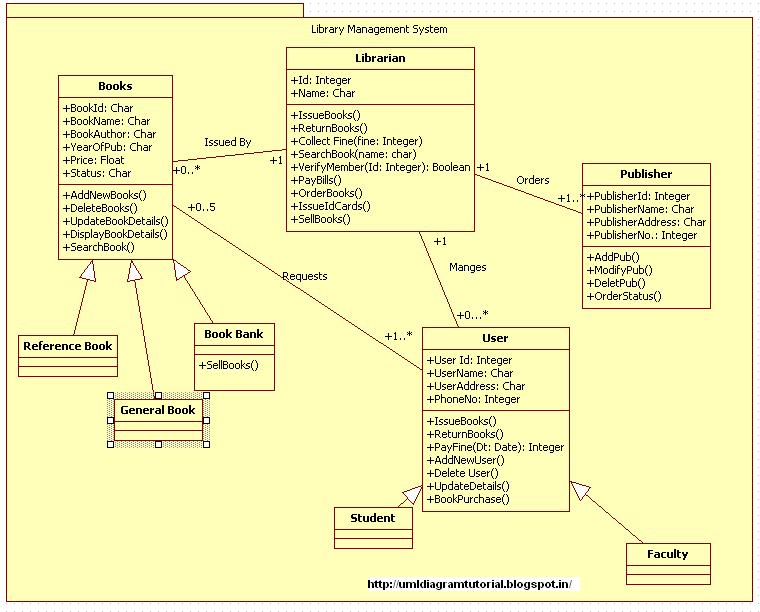 Library Management System
Books
+BookId: Char
+BookName: Char
+BookAuthor: Char
+YearOfPub: Char
+Price: Float
+Status: Char
+AddNewBooks()
+DeleteBooks()
+UpdateBookDetails()
+DisplayBookDetails()
+SearchBook()
Issued By
+0..*
+1
Librarian
+Id: Integer
+Name: Char
+IssueBooks()
+ReturnBooks()
+Collect Fine(fine: Integer)
+SearchBook(name: char)
+VerifyMember(Id: Integer): Boolean
+PayBills()
+OrderBooks()
+IssueIdCards()
+SellBooks()
+1
Orders
+1..*
Publisher
+PublisherId: Integer
+PublisherName: Char
+PublisherAddress: Char
+PublisherNo.: Integer
+AddPub()
+ModifyPub()
+DeletPub()
+OrderStatus()
+0..5
Requests
+1..*
+1
Manges
+0...*
Reference Book
General Book
Book Bank
+SellBooks()
User
+User Id: Integer
+UserName: Char
+UserAddress: Char
+PhoneNo: Integer
+IssueBooks()
+ReturnBooks()
+PayFine(Dt: Date): Integer
+AddNewUser()
+Delete User()
+UpdateDetails()
+BookPurchase()
Student
Faculty
http://umldiagramtutorial.blogspot.in/